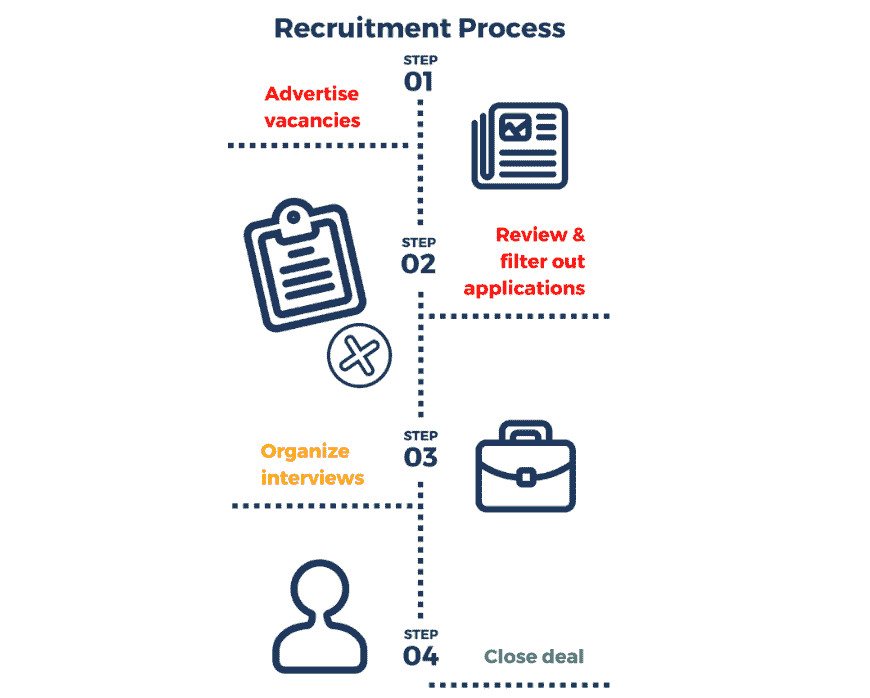 Recruitment Process
STEP
01
Advertise
vacancies
STEP
02
Review &
filter out
applications
STEP
03
Organize
interviews
STEP
04
Close deal